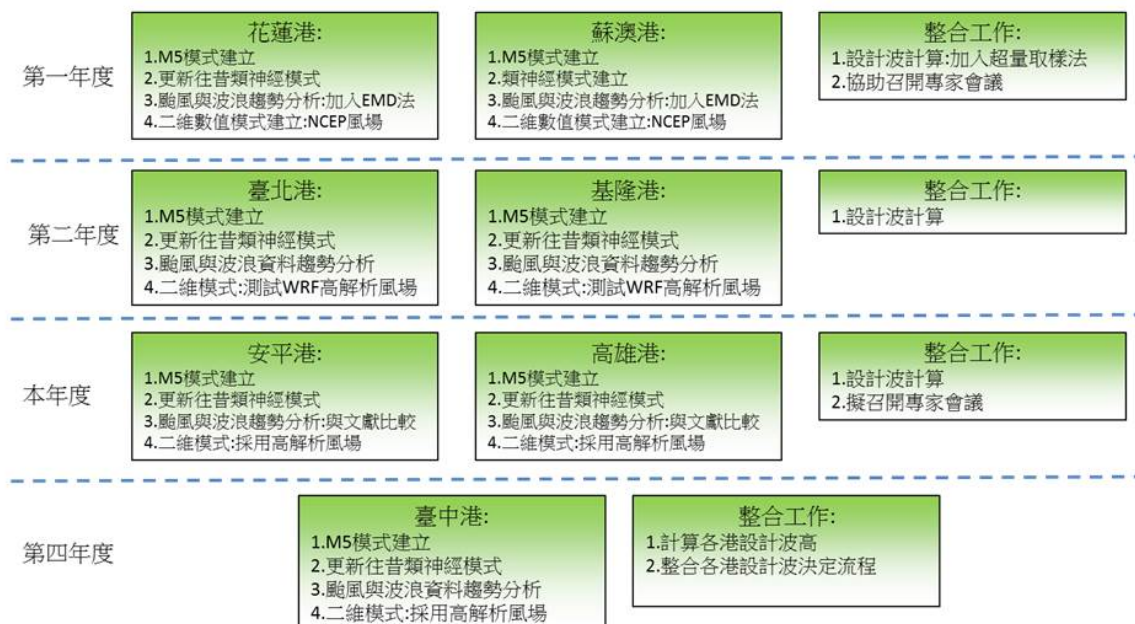 第一年度
花蓮港:
1.M5模式建立
2.更新往昔類神經模式
3.颱風與波浪趨勢分析:加入EMD法
4.二維數值模式建立:NCEP風場
蘇澳港:
1.M5模式建立
2.類神經模式建立
3.颱風與波浪趨勢分析:加入EMD法
4.二維數值模式建立:NCEP風場
整合工作:
1.設計波計算:加入超量取樣法
2.協助召開專家會議
第二年度
臺北港:
1.M5模式建立
2.更新往昔類神經模式
3.颱風與波浪資料趨勢分析
4.二維模式:測試WRF高解析風場
基隆港:
1.M5模式建立
2.更新往昔類神經模式
3.颱風與波浪資料趨勢分析
4.二維模式:測試WRF高解析風場
整合工作:
1.設計波計算
本年度
安平港:
1.M5模式建立
2.更新往昔類神經模式
3.颱風與波浪趨勢分析:與文獻比較
4.二維模式:採用高解析風場
高雄港:
1.M5模式建立
2.更新往昔類神經模式
3.颱風與波浪趨勢分析:與文獻比較
4.二維模式:採用高解析風場
整合工作:
1.設計波計算
2.擬召開專家會議
第四年度
臺中港:
1.M5模式建立
2.更新往昔類神經模式
3.颱風與波浪資料趨勢分析
4.二維模式:採用高解析風場
整合工作:
1.計算各港設計波高
2.整合各港設計波決定流程